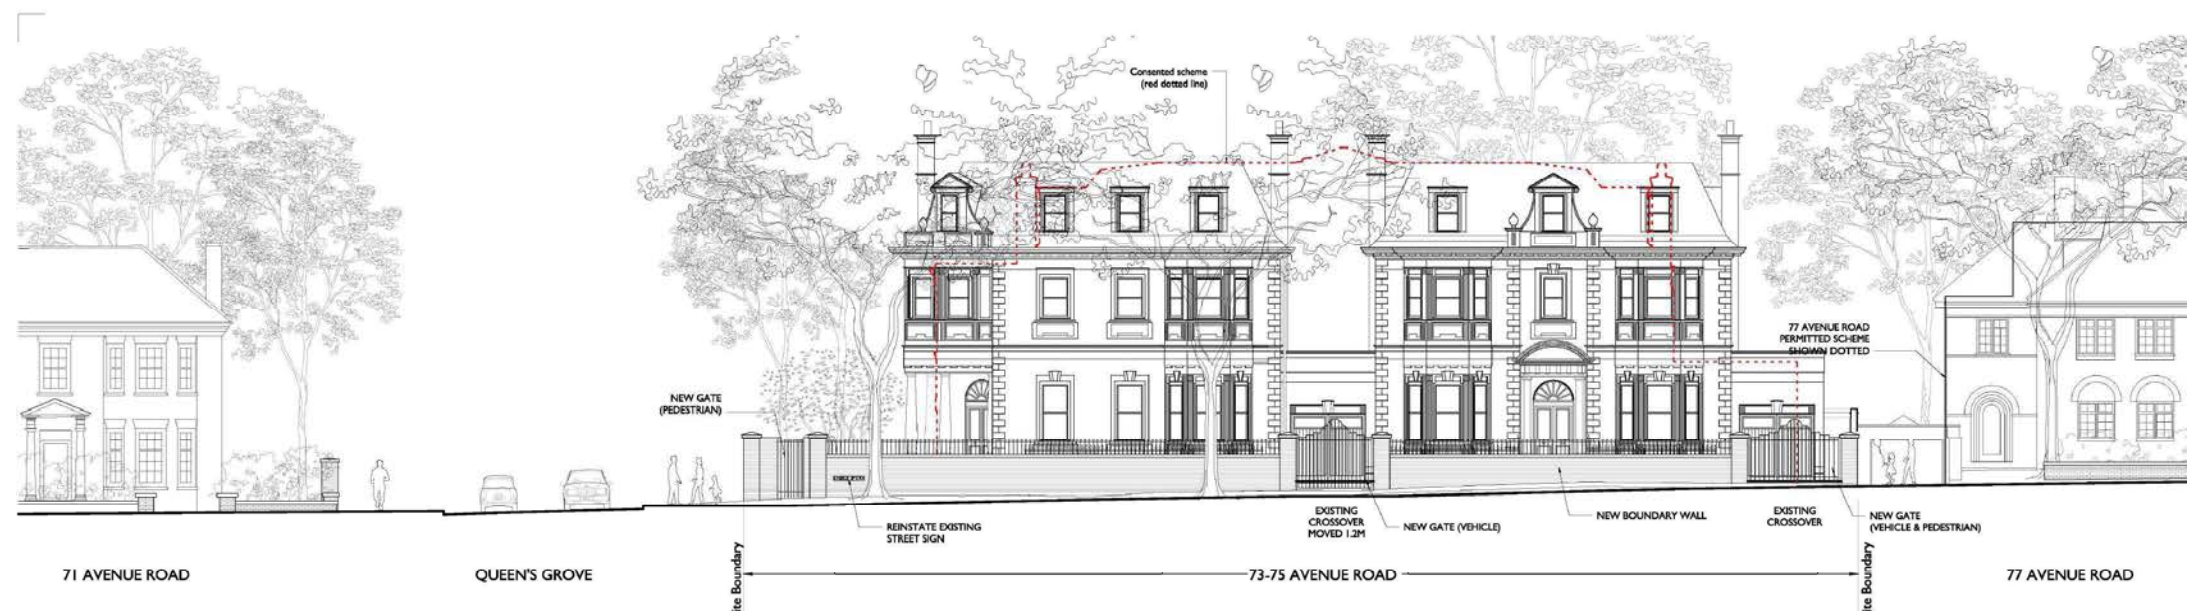 Consented scheme
(red dotted line)
77 AVENUE ROAD
PERMITTED SCHEME
SHOWN DOTTED
NEW GATE
(PEDESTRIAN)
REINSTATE EXISTING
STREET SIGN
EXISTING
CROSSOVER
MOVED 1.2M
NEW GATE (VEHICLE)
NEW BOUNDARY WALL
EXISTING
CROSSOVER
NEW GATE
(VEHICLE & PEDESTRIAN)
71 AVENUE ROAD
QUEEN'S GROVE
ite Boundary
73-75 AVENUE ROAD
ite Boundary
77 AVENUE ROAD